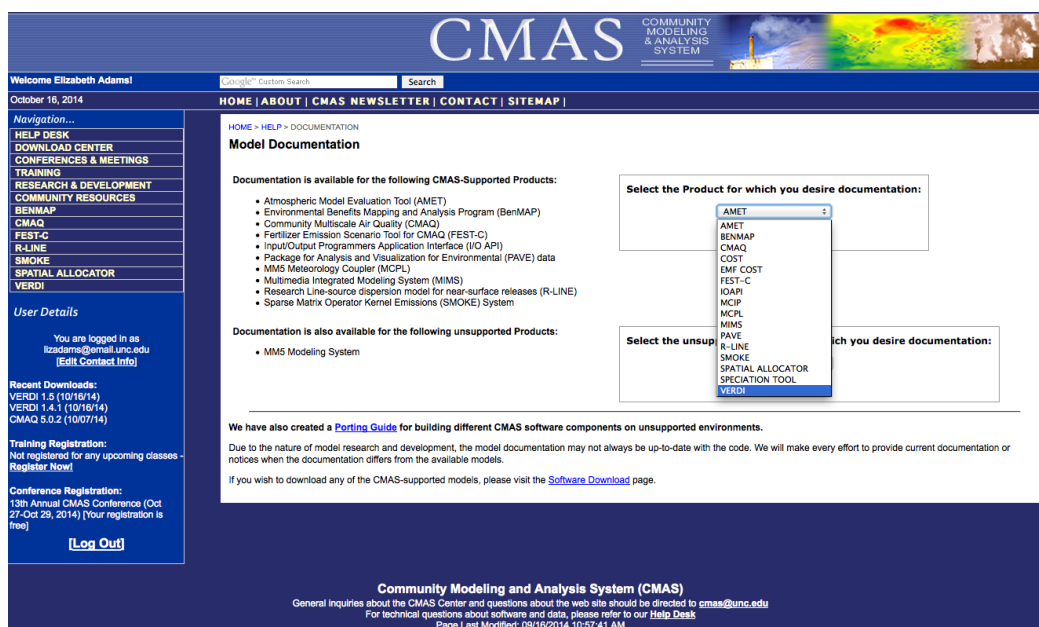 CMAS
COMMUNITY
MODELING
& ANALYSIS
SYSTEM
Welcome Elizabeth Adams!
Google™ Custom Search
Search
October 16, 2014
HOME | ABOUT | CMAS NEWSLETTER | CONTACT | SITEMAP |
Navigation...
HELP DESK
DOWNLOAD CENTER
CONFERENCES & MEETINGS
TRAINING
RESEARCH & DEVELOPMENT
COMMUNITY RESOURCES
BENMAP
CMAQ
FEST-C
R-LINE
SMOKE
SPATIAL ALLOCATOR
VERDI
User Details
You are logged in as
lizadams@email.unc.edu
[Edit Contact Info]
Recent Downloads:
VERDI 1.5 (10/16/14)
VERDI 1.4.1 (10/16/14)
CMAQ 5.0.2 (10/07/14)
Training Registration:
Not registered for any upcoming classes -
Register Now!
Conference Registration:
13th Annual CMAS Conference (Oct
27-Oct 29, 2014) [Your registration is
free]
[Log Out]
HOME > HELP > DOCUMENTATION
Model Documentation
Documentation is available for the following CMAS-Supported Products:
• Atmospheric Model Evaluation Tool (AMET)
• Environmental Benefits Mapping and Analysis Program (BenMAP)
• Community Multiscale Air Quality (CMAQ)
• Fertilizer Emission Scenario Tool for CMAQ (FEST-C)
• Input/Output Programmers Application Interface (I/O API)
• Package for Analysis and Visualization for Environmental (PAVE) data
• MM5 Meteorology Coupler (MCPL)
• Multimedia Integrated Modeling System (MIMS)
• Research Line-source dispersion model for near-surface releases (R-LINE)
• Sparse Matrix Operator Kernel Emissions (SMOKE) System
Documentation is also available for the following unsupported Products:
• MM5 Modeling System
Select the Product for which you desire documentation:
AMET
AMET
BENMAP
CMAQ
COST
EMF COST
FEST-C
IOAPI
MCIP
MCPL
MIMS
PAVE
R-LINE
SMOKE
SPATIAL ALLOCATOR
SPECIATION TOOL
VERDI
Select the unsup
ich you desire documentation:
We have also created a Porting Guide for building different CMAS software components on unsupported environments.
Due to the nature of model research and development, the model documentation may not always be up-to-date with the code. We will make every effort to provide current documentation or
notices when the documentation differs from the available models.
If you wish to download any of the CMAS-supported models, please visit the Software Download page.
Community Modeling and Analysis System (CMAS)
General inquiries about the CMAS Center and questions about the web site should be directed to cmas@unc.edu
For technical questions about software and data, please refer to our Help Desk
Page Last Modified: 09/16/2014 10:57:41 AM